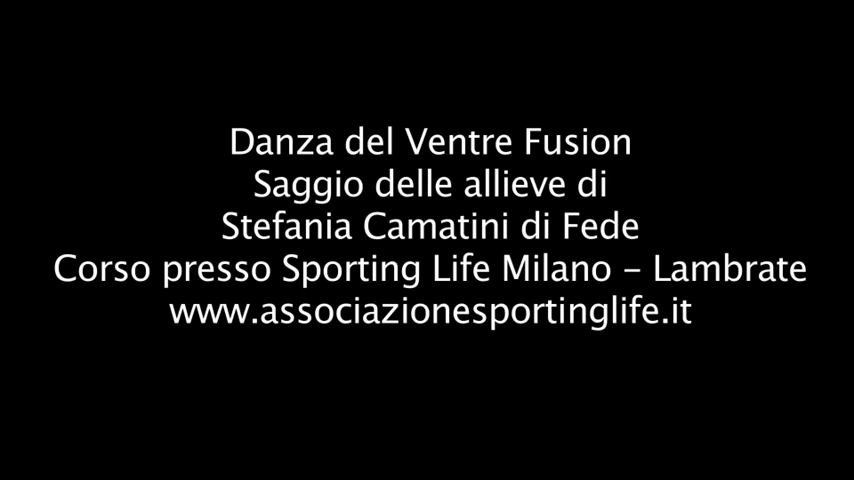 Danza del Ventre Fusion
Saggio delle allieve di
Stefania Camatini di Fede
Corso presso Sporting Life Milano - Lambrate
www.associazionesportinglife.it